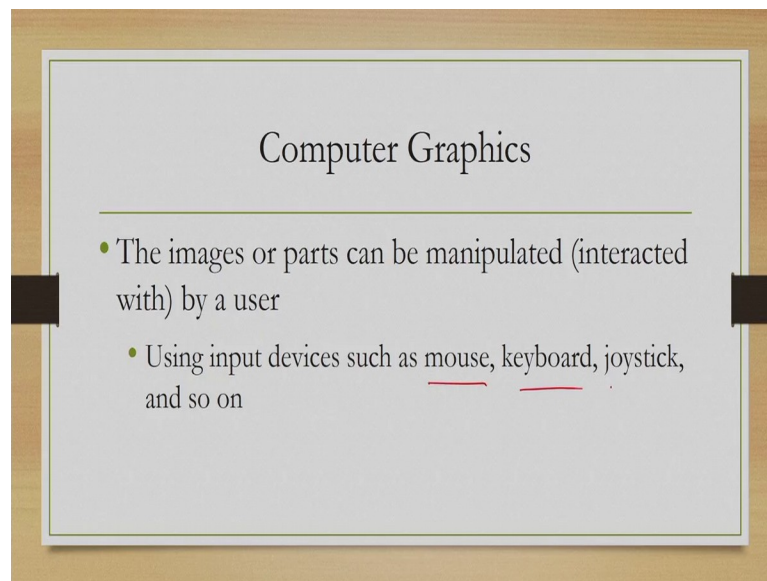 Computer Graphics
• The images or parts can be manipulated (interacted
with) by a user
• Using input devices such as mouse, keyboard, joystick,
and so on